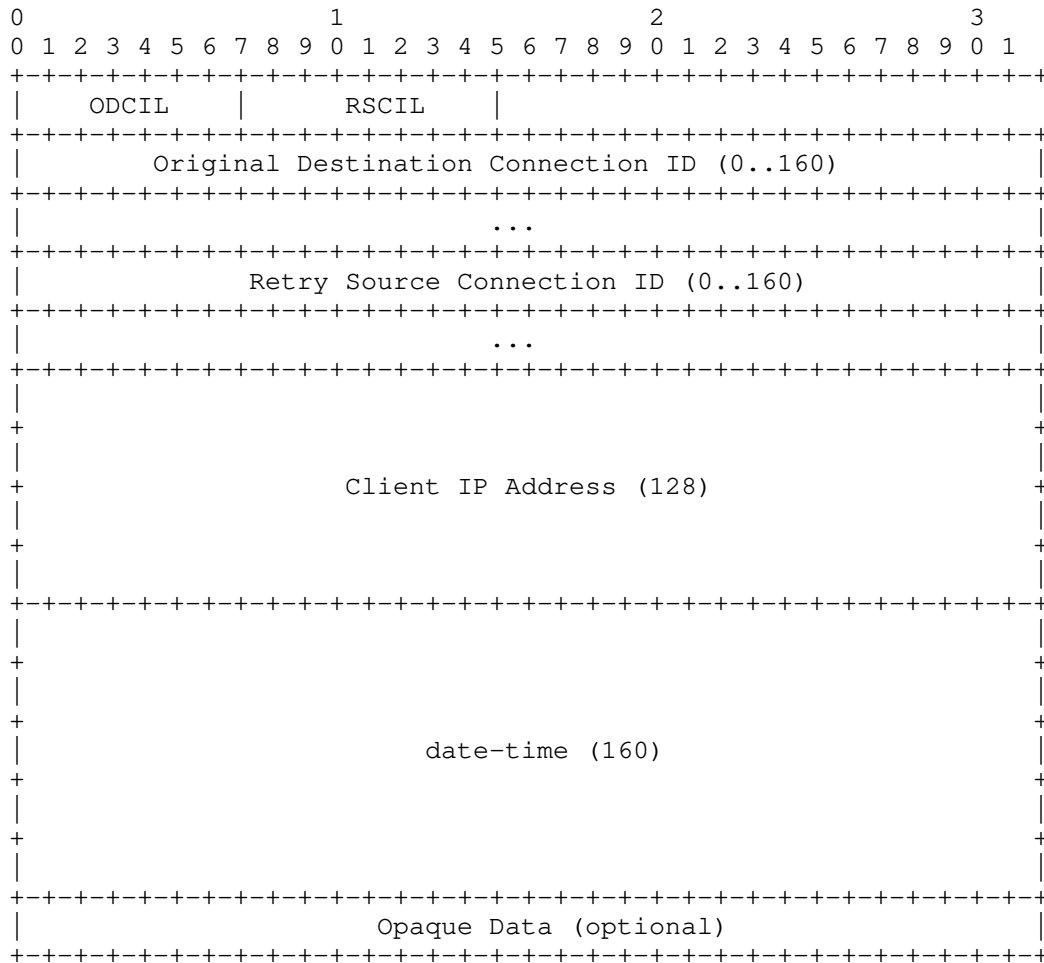 0                   1                   2                   3
0 1 2 3 4 5 6 7 8 9 0 1 2 3 4 5 6 7 8 9 0 1 2 3 4 5 6 7 8 9 0 1
+-+-+-+-+-+-+-+-+-+-+-+-+-+-+-+-+-+-+-+-+-+-+-+-+-+-+-+-+-+-+-+-+
|    ODCIL    |      RSCIL    |
+-+-+-+-+-+-+-+-+-+-+-+-+-+-+-+-+-+-+-+-+-+-+-+-+-+-+-+-+-+-+-+-+
|        Original Destination Connection ID (0..160)            |
+-+-+-+-+-+-+-+-+-+-+-+-+-+-+-+-+-+-+-+-+-+-+-+-+-+-+-+-+-+-+-+-+
|                             ...                               |
+-+-+-+-+-+-+-+-+-+-+-+-+-+-+-+-+-+-+-+-+-+-+-+-+-+-+-+-+-+-+-+-+
|              Retry Source Connection ID (0..160)              |
+-+-+-+-+-+-+-+-+-+-+-+-+-+-+-+-+-+-+-+-+-+-+-+-+-+-+-+-+-+-+-+-+
|                             ...                               |
+-+-+-+-+-+-+-+-+-+-+-+-+-+-+-+-+-+-+-+-+-+-+-+-+-+-+-+-+-+-+-+-+
|                                                               |
+                                                               +
|                                                               |
+                    Client IP Address (128)                    +
|                                                               |
+                                                               +
|                                                               |
+-+-+-+-+-+-+-+-+-+-+-+-+-+-+-+-+-+-+-+-+-+-+-+-+-+-+-+-+-+-+-+-+
|                                                               |
+                                                               +
|                                                               |
+                                                               +
|                         date-time (160)                       |
+                                                               +
|                                                               |
+                                                               +
|                                                               |
+-+-+-+-+-+-+-+-+-+-+-+-+-+-+-+-+-+-+-+-+-+-+-+-+-+-+-+-+-+-+-+-+
|                      Opaque Data (optional)                   |
+-+-+-+-+-+-+-+-+-+-+-+-+-+-+-+-+-+-+-+-+-+-+-+-+-+-+-+-+-+-+-+-+